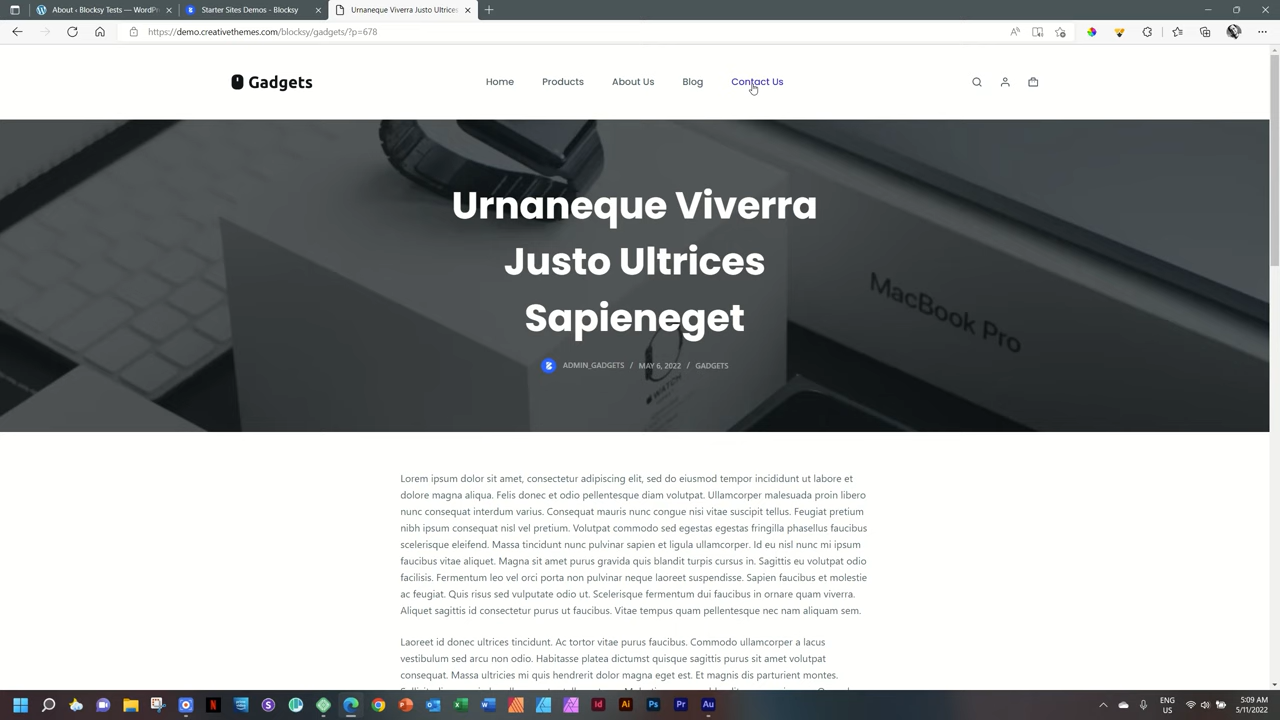 About ‹ Blocksy Tests — WordPr
Starter Sites Demos - Blocksy
Urnaneque Viverra Justo Ultrices
https://demo.creativethemes.com/blocksy/gadgets/?p=678
Gadgets
Home
Products
About Us
Blog
Contact Us
Urnaneque Viverra
Justo Ultrices
Sapieneget
MacBook Pro
WATCH
ADMIN_GADGETS / MAY 6, 2022 / GADGETS
Lorem ipsum dolor sit amet, consectetur adipiscing elit, sed do eiusmod tempor incididunt ut labore et
dolore magna aliqua. Felis donec et odio pellentesque diam volutpat. Ullamcorper malesuada proin libero
nunc consequat interdum varius. Consequat mauris nunc congue nisi vitae suscipit tellus. Feugiat pretium
nibh ipsum consequat nisl vel pretium. Volutpat commodo sed egestas egestas fringilla phasellus faucibus
scelerisque eleifend. Massa tincidunt nunc pulvinar sapien et ligula ullamcorper. Id eu nisl nunc mi ipsum
faucibus vitae aliquet. Magna sit amet purus gravida quis blandit turpis cursus in. Sagittis eu volutpat odio
facilisis. Fermentum leo vel orci porta non pulvinar neque laoreet suspendisse. Sapien faucibus et molestie
ac feugiat. Quis risus sed vulputate odio ut. Scelerisque fermentum dui faucibus in ornare quam viverra.
Aliquet sagittis id consectetur purus ut faucibus. Vitae tempus quam pellentesque nec nam aliquam sem.
Laoreet id donec ultrices tincidunt. Ac tortor vitae purus faucibus. Commodo ullamcorper a lacus
vestibulum sed arcu non odio. Habitasse platea dictumst quisque sagittis purus sit amet volutpat
consequat. Massa ultricies mi quis hendrerit dolor magna eget est. Et magnis dis parturient montes.
ENG
US
5:09 AM
5/11/2022